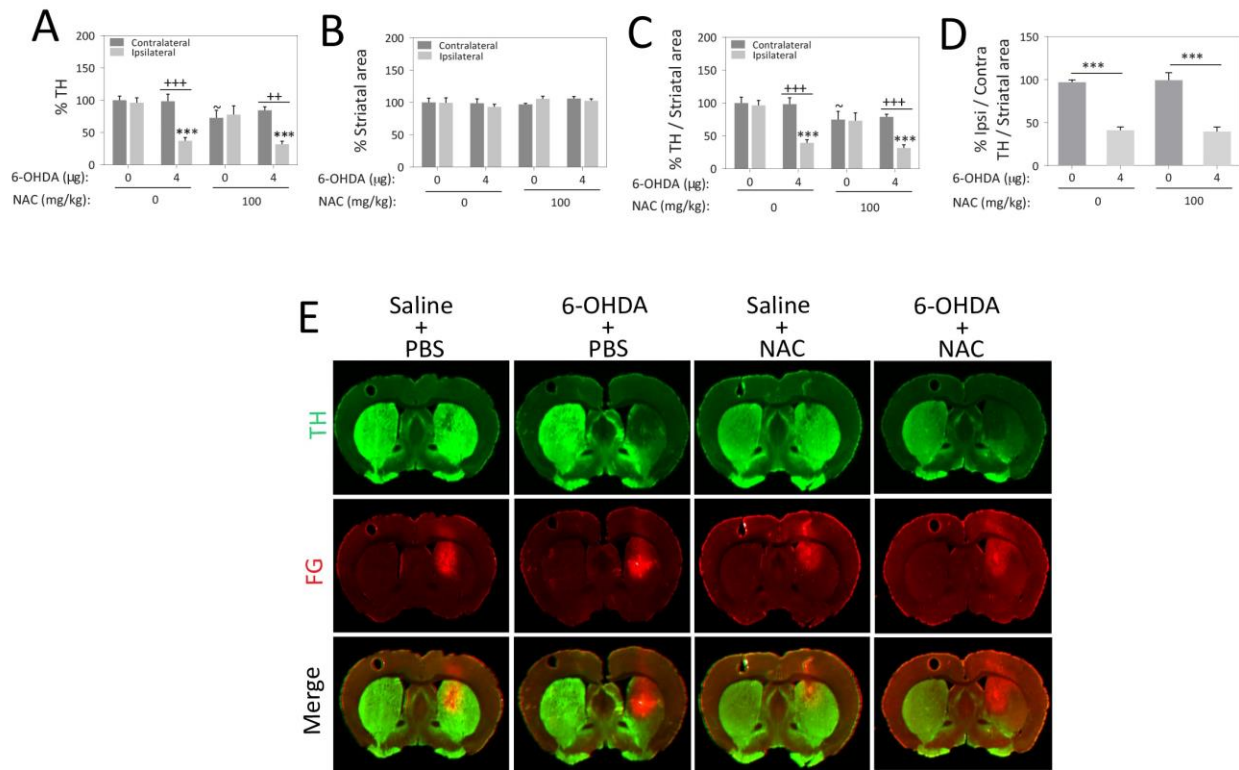 A
% TH
200
150
100
50
0
Contralateral
Ipsilateral
+++
***
~
++
***
6-OHDA (µg):
0 4 0 4
NAC (mg/kg):
0 100
B
% Striatal area
200
150
100
50
0
6-OHDA (µg):
0 4 0 4
NAC (mg/kg):
0 100
C
% TH / Striatal area
200
150
100
50
0
Contralateral
Ipsilateral
+++
***
~
+++
***
6-OHDA (µg):
0 4 0 4
NAC (mg/kg):
0 100
D
% Ipsi / Contra
TH / Striatal area
200
150
100
50
0
***
***
6-OHDA (µg):
0 4 0 4
NAC (mg/kg):
0 100
E
Saline
+
PBS
6-OHDA
+
PBS
Saline
+
NAC
6-OHDA
+
NAC
TH
FG
Merge